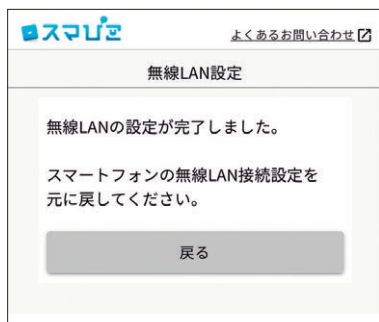 スマぴこ
よくあるお問い合わせ
無線LAN設定
無線LANの設定が完了しました。
スマートフォンの無線LAN接続設定を
元に戻してください。
戻る